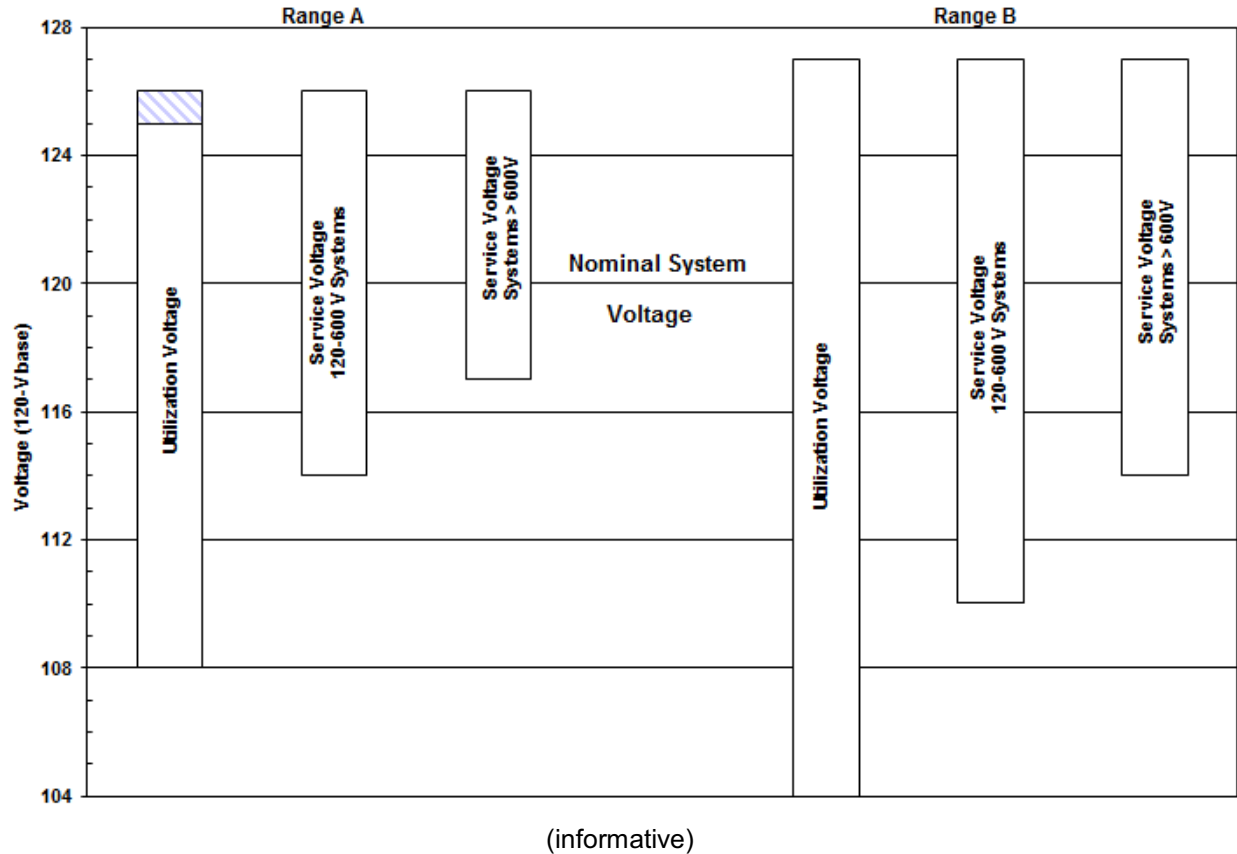 Range A
Range B
128
124
120
116
112
108
104
Voltage (120-V base)
Utilization Voltage
Service Voltage
120-600 V Systems
Service Voltage
Systems > 600V
Nominal System
Voltage
Utilization Voltage
Service Voltage
120-600 V Systems
Service Voltage
Systems > 600V
(informative)